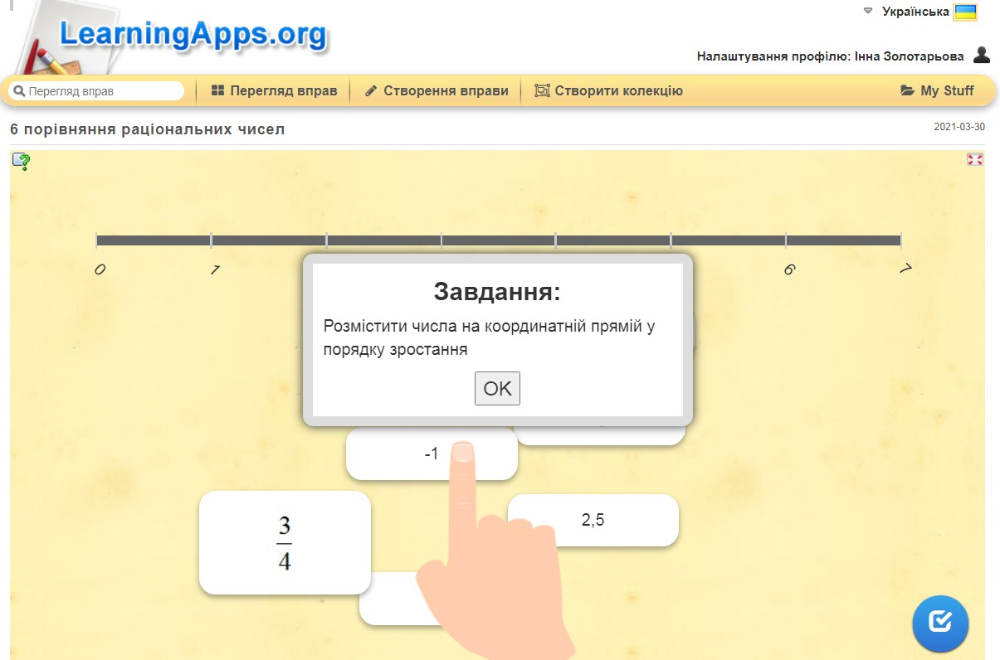 LearningApps.org
Українська
Налаштування профілю: Інна Золотарьова
Перегляд вправ
Перегляд вправ
Створення вправи
Створити колекцію
My Stuff
6 порівняння раціональних чисел
2021-03-30
0 1 6 7
Завдання:
Розмістити числа на координатній прямій у
порядку зростання
OK
-1
2,5
3
4